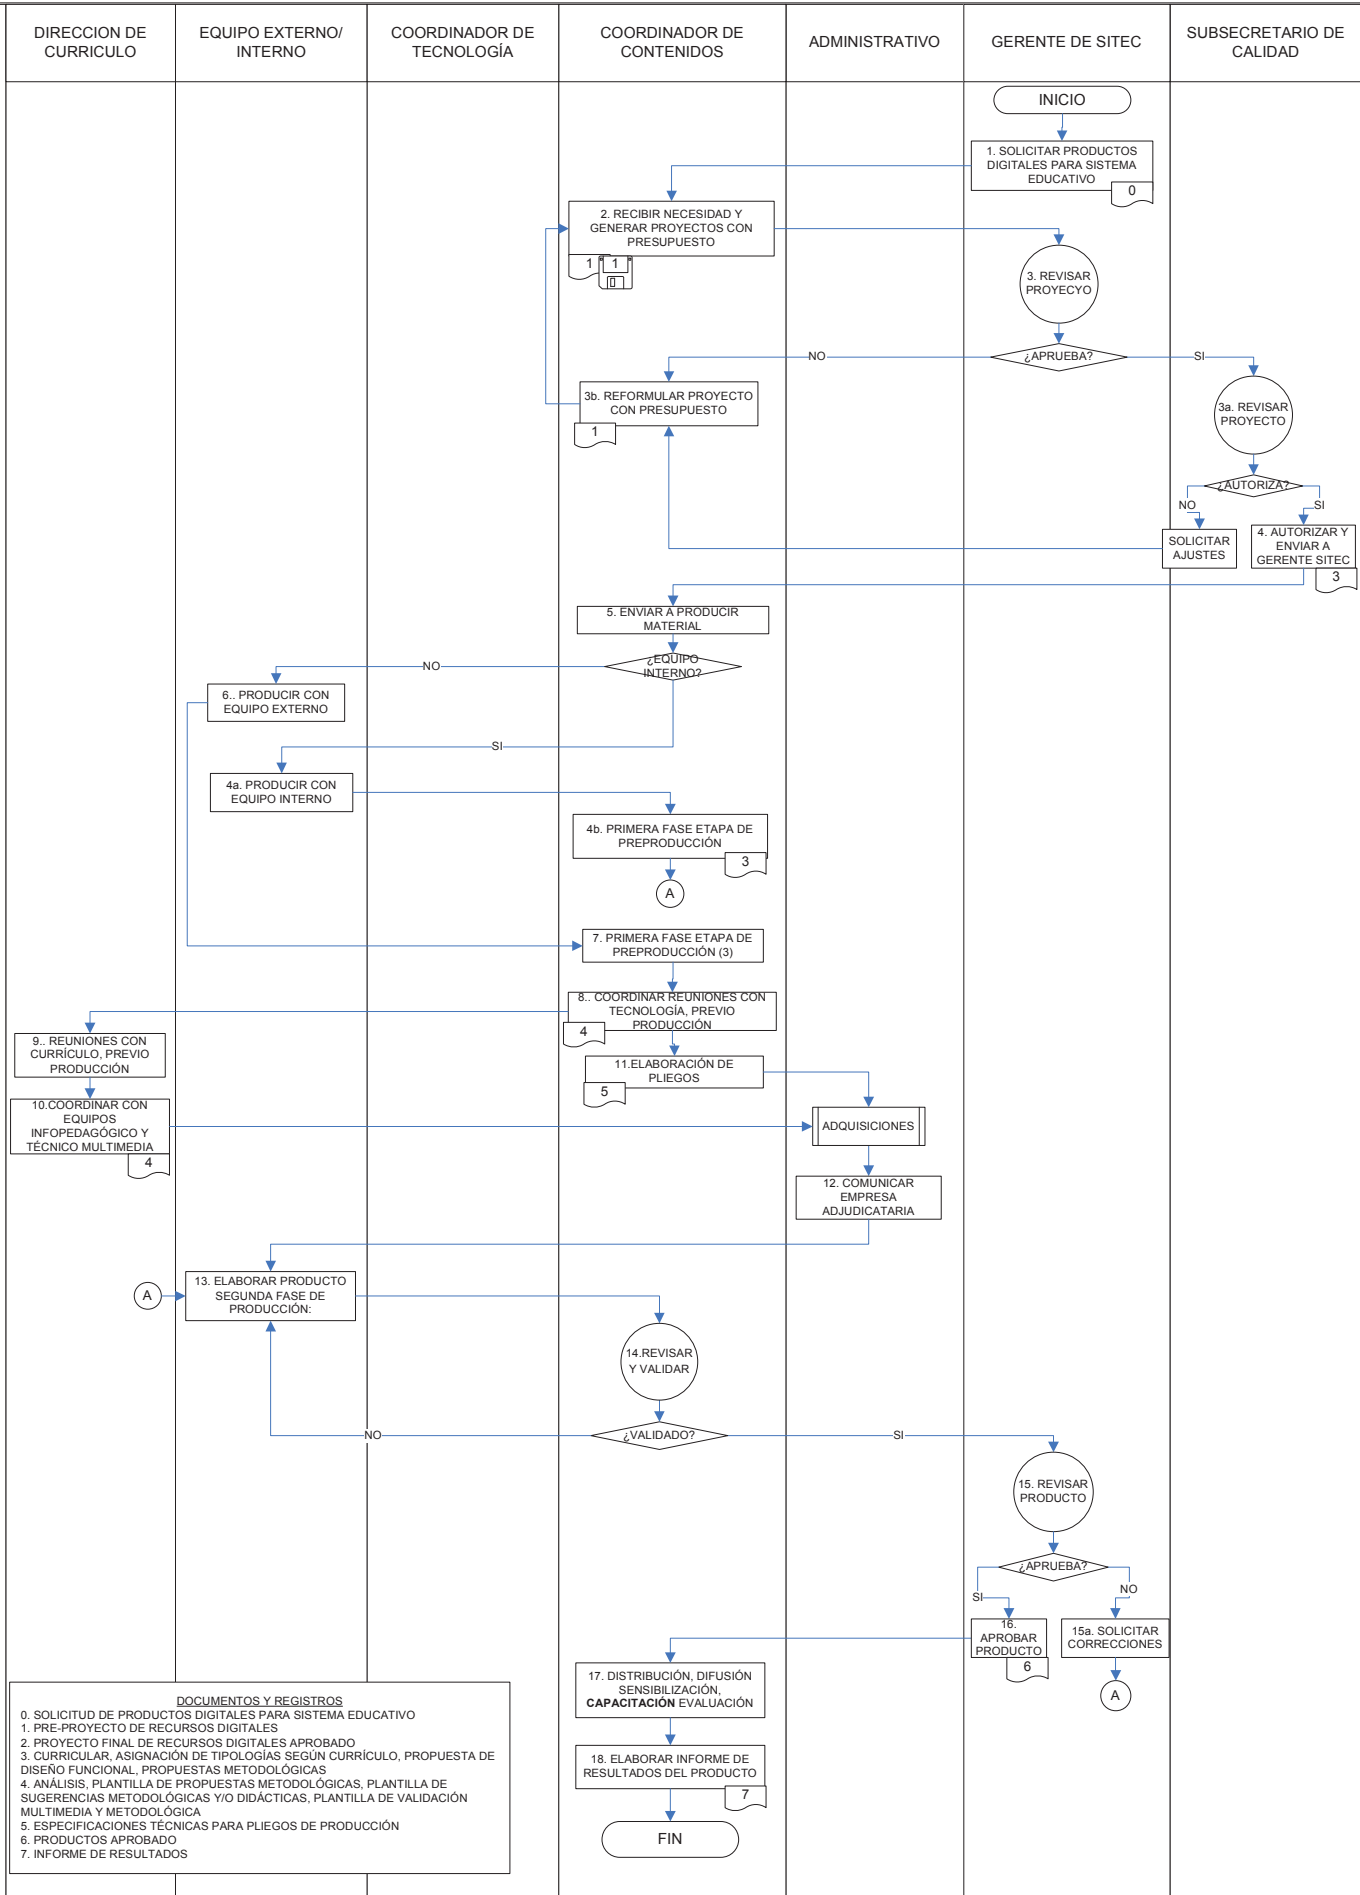 DIRECCION DE
CURRICULO
EQUIPO EXTERNO/
INTERNO
COORDINADOR DE
TECNOLOGÍA
COORDINADOR DE
CONTENIDOS
ADMINISTRATIVO
GERENTE DE SITEC
SUBSECRETARIO DE
CALIDAD
INICIO
1. SOLICITAR PRODUCTOS
DIGITALES PARA SISTEMA
EDUCATIVO
0
2. RECIBIR NECESIDAD Y
GENERAR PROYECTOS CON
PRESUPUESTO
1
1
3. REVISAR
PROYECYO
¿APRUEBA?
NO
SI
3b. REFORMULAR PROYECTO
CON PRESUPUESTO
1
3a. REVISAR
PROYECTO
¿AUTORIZA?
NO
SI
SOLICITAR
AJUSTES
4. AUTORIZAR Y
ENVIAR A
GERENTE SITEC
3
5. ENVIAR A PRODUCIR
MATERIAL
¿EQUIPO
INTERNO?
NO
6.. PRODUCIR CON
EQUIPO EXTERNO
SI
4a. PRODUCIR CON
EQUIPO INTERNO
4b. PRIMERA FASE ETAPA DE
PREPRODUCCIÓN
3
A
7. PRIMERA FASE ETAPA DE
PREPRODUCCIÓN (3)
8.. COORDINAR REUNIONES CON
TECNOLOGÍA, PREVIO
PRODUCCIÓN
4
9.. REUNIONES CON
CURRÍCULO, PREVIO
PRODUCCIÓN
11.ELABORACIÓN DE
PLIEGOS
5
10.COORDINAR CON
EQUIPOS
INFOPEDAGÓGICO Y
TÉCNICO MULTIMEDIA
4
ADQUISICIONES
12. COMUNICAR
EMPRESA
ADJUDICATARIA
A
13. ELABORAR PRODUCTO
SEGUNDA FASE DE
PRODUCCIÓN:
14.REVISAR
Y VALIDAR
¿VALIDADO?
NO
SI
15. REVISAR
PRODUCTO
¿APRUEBA?
SI
NO
16.
APROBAR
PRODUCTO
6
15a. SOLICITAR
CORRECCIONES
A
17. DISTRIBUCIÓN, DIFUSIÓN
SENSIBILIZACIÓN,
CAPACITACIÓN EVALUACIÓN
18. ELABORAR INFORME DE
RESULTADOS DEL PRODUCTO
7
FIN
DOCUMENTOS Y REGISTROS
0. SOLICITUD DE PRODUCTOS DIGITALES PARA SISTEMA EDUCATIVO
1. PRE-PROYECTO DE RECURSOS DIGITALES
2. PROYECTO FINAL DE RECURSOS DIGITALES APROBADO
3. CURRICULAR, ASIGNACIÓN DE TIPOLOGÍAS SEGÚN CURRÍCULO, PROPUESTA DE
DISEÑO FUNCIONAL, PROPUESTAS METODOLÓGICAS
4. ANÁLISIS, PLANTILLA DE PROPUESTAS METODOLÓGICAS, PLANTILLA DE
SUGERENCIAS METODOLÓGICAS Y/O DIDÁCTICAS, PLANTILLA DE VALIDACIÓN
MULTIMEDIA Y METODOLÓGICA
5. ESPECIFICACIONES TÉCNICAS PARA PLIEGOS DE PRODUCCIÓN
6. PRODUCTOS APROBADO
7. INFORME DE RESULTADOS